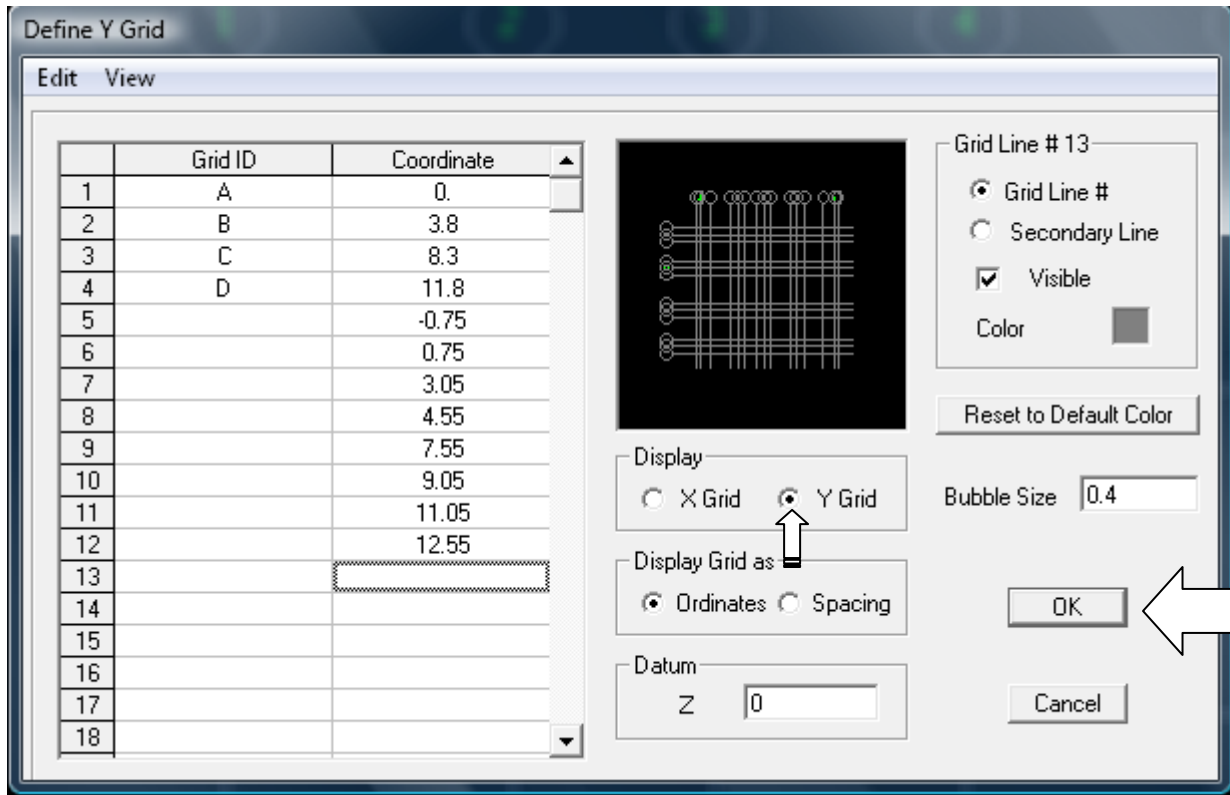 Define Y Grid
Edit View
Grid ID Coordinate
1 A 0.
2 B 3.8
3 C 8.3
4 D 11.8
5 -0.75
6 0.75
7 3.05
8 4.55
9 7.55
10 9.05
11 11.05
12 12.55
13
14
15
16
17
18
Grid Line # 13
Grid Line #
Secondary Line
Visible
Color
Reset to Default Color
Display
X Grid Y Grid
Bubble Size 0.4
Display Grid as
Ordinates Spacing
OK
Datum
Z 0
Cancel